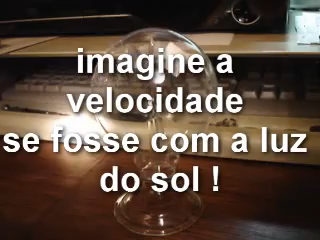 imagine a
velocidade
se fosse com a luz
do sol !